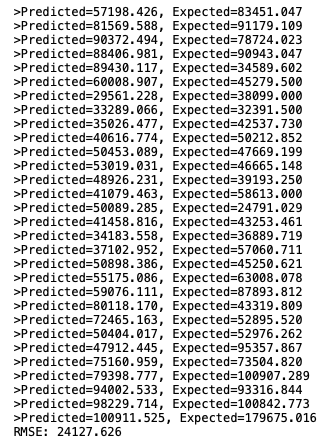 >Predicted=57198.426, Expected=83451.047
>Predicted=81569.588, Expected=91179.109
>Predicted=90372.494, Expected=78724.023
>Predicted=88406.981, Expected=90943.047
>Predicted=89430.117, Expected=34589.602
>Predicted=60008.907, Expected=45279.500
>Predicted=29561.228, Expected=38099.000
>Predicted=33289.066, Expected=32391.500
>Predicted=35026.477, Expected=42537.730
>Predicted=40616.774, Expected=50212.852
>Predicted=50453.089, Expected=47669.199
>Predicted=53019.031, Expected=46665.148
>Predicted=48926.231, Expected=39193.250
>Predicted=41079.463, Expected=58613.000
>Predicted=50089.285, Expected=24791.029
>Predicted=41458.816, Expected=43253.461
>Predicted=34183.558, Expected=36889.719
>Predicted=37102.952, Expected=57060.711
>Predicted=50898.386, Expected=45250.621
>Predicted=55175.086, Expected=63008.078
>Predicted=59076.111, Expected=87893.812
>Predicted=80118.170, Expected=43319.809
>Predicted=72465.163, Expected=52895.520
>Predicted=50404.017, Expected=52976.262
>Predicted=47912.445, Expected=95357.867
>Predicted=75160.959, Expected=73504.820
>Predicted=79398.777, Expected=100907.289
>Predicted=94002.533, Expected=93316.844
>Predicted=98229.714, Expected=100842.773
>Predicted=100911.525, Expected=179675.016
RMSE: 24127.626